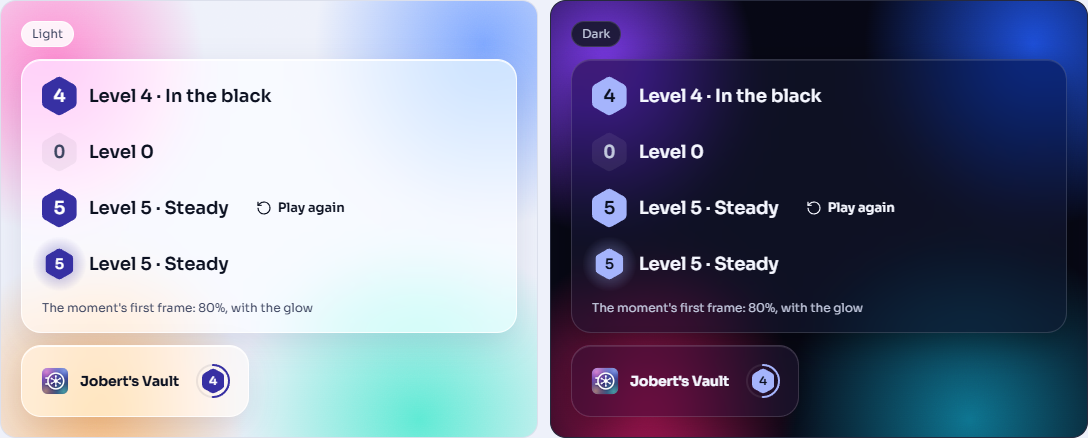 Light
4 Level 4 · In the black
0 Level 0
5 Level 5 · Steady Play again
5 Level 5 · Steady
The moment's first frame: 80%, with the glow
Jobert's Vault 4
Dark
4 Level 4 · In the black
0 Level 0
5 Level 5 · Steady Play again
5 Level 5 · Steady
The moment's first frame: 80%, with the glow
Jobert's Vault 4